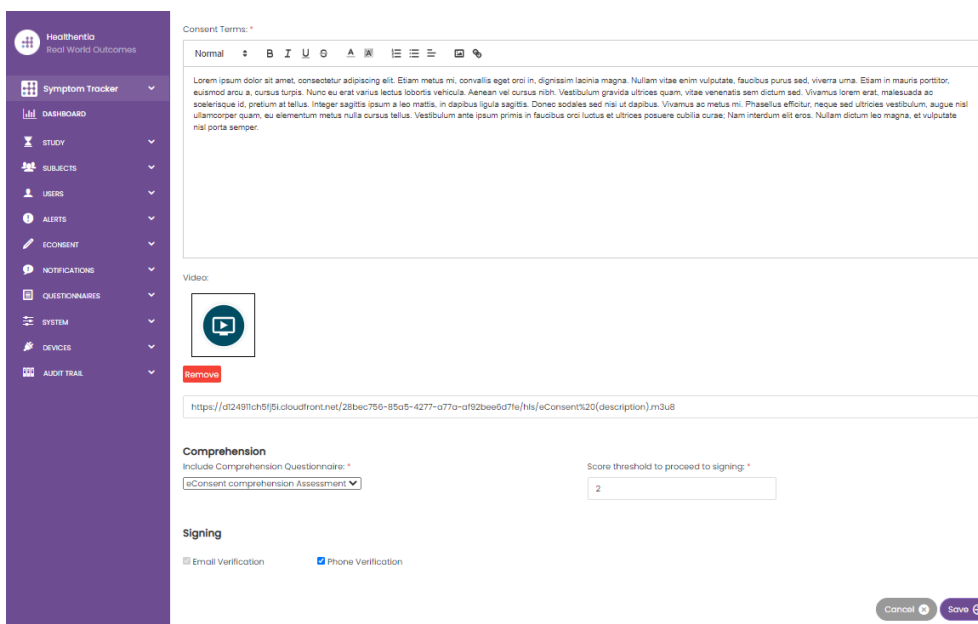 Healthentia
Real World Outcomes
Symptom Tracker
DASHBOARD
STUDY
SUBJECTS
USERS
ALERTS
ECONSENT
NOTIFICATIONS
QUESTIONNAIRES
SYSTEM
DEVICES
AUDIT TRAIL
Consent Terms: *
Normal B I U S A A
Lorem ipsum dolor sit amet, consectetur adipiscing elit. Etiam metus mi, convallis eget orci in, dignissim lacinia magna. Nullam vitae enim vulputate, faucibus purus sed, viverra urna. Etiam in mauris porttitor,
euismod arcu a, cursus turpis. Nunc eu erat varius lectus lobortis vehicula. Aenean vel cursus nibh. Vestibulum gravida ultrices quam, vitae venenatis sem dictum sed. Vivamus lorem erat, malesuada ac
scelerisque id, pretium at tellus. Integer sagittis ipsum a leo mattis, in dapibus ligula sagittis. Donec sodales sed nisi ut dapibus. Vivamus ac metus mi. Phasellus efficitur, neque sed ultricies vestibulum, augue nisl
ullamcorper quam, eu elementum metus nulla cursus tellus. Vestibulum ante ipsum primis in faucibus orci luctus et ultrices posuere cubilia curae; Nam interdum elit eros. Nullam dictum leo magna, et vulputate
nisl porta semper.
Video:
Remove
https://d124911ch5fj5i.cloudfront.net/28bec756-85a5-4277-a77a-af92bee6d7fe/hls/eConsent%20(description).m3u8
Comprehension
Include Comprehension Questionnaire: *
eConsent comprehension Assessment
Score threshold to proceed to signing: *
2
Signing
Email Verification
Phone Verification
Cancel
Save